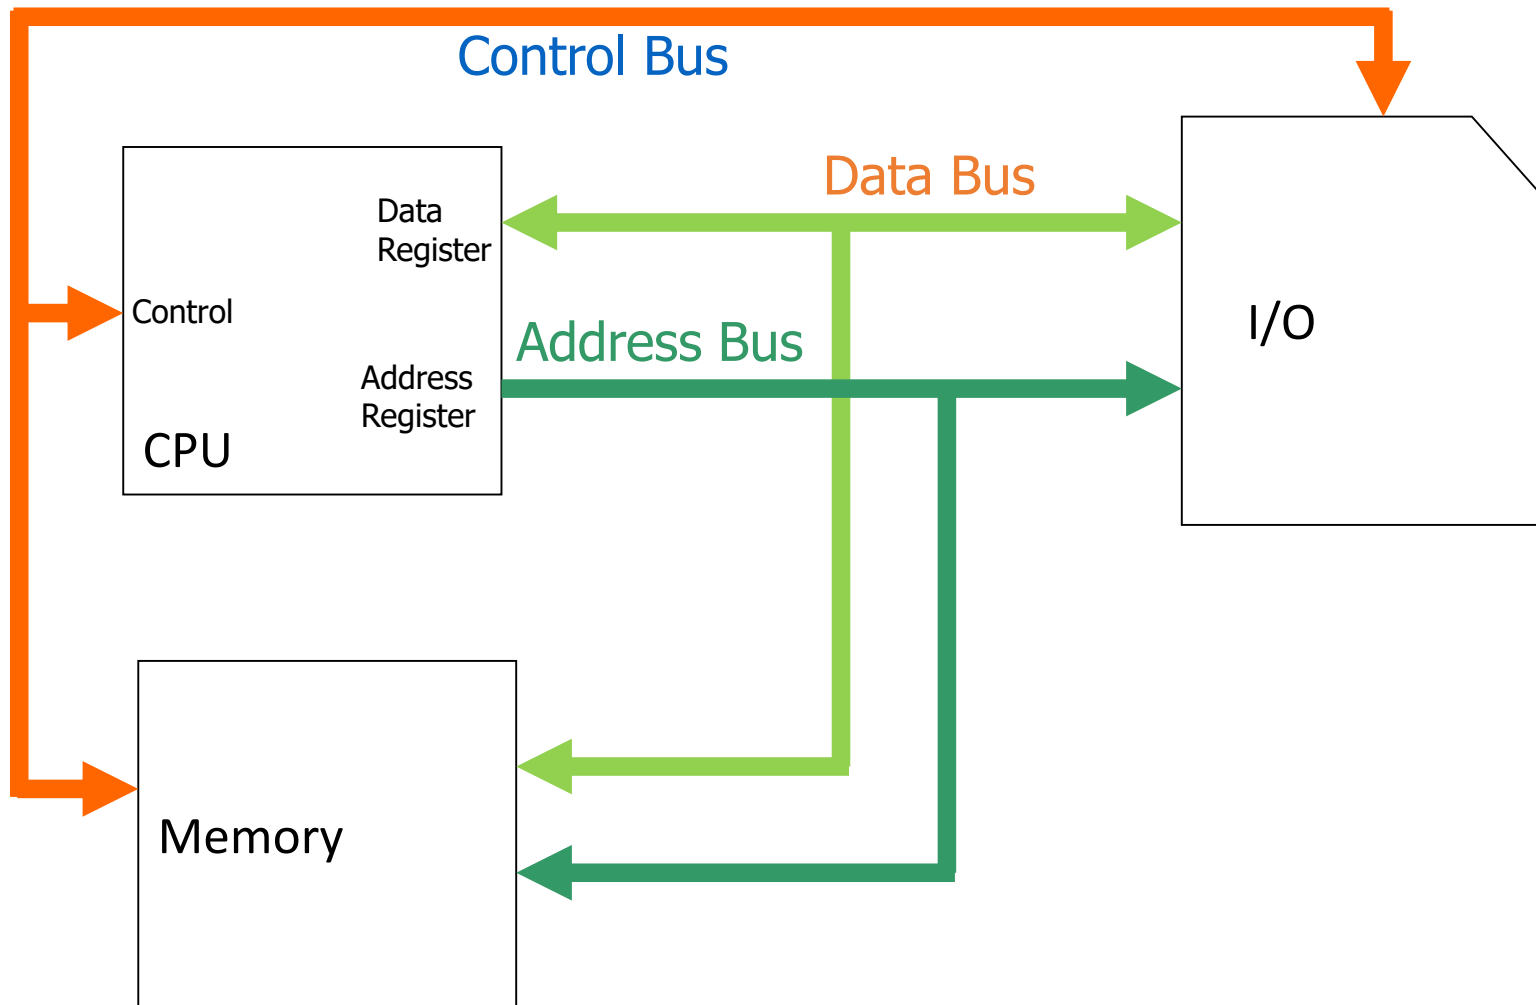 Control Bus
Data Bus
Data
Register
Control
I/O
Address Bus
Address
Register
CPU
Memory